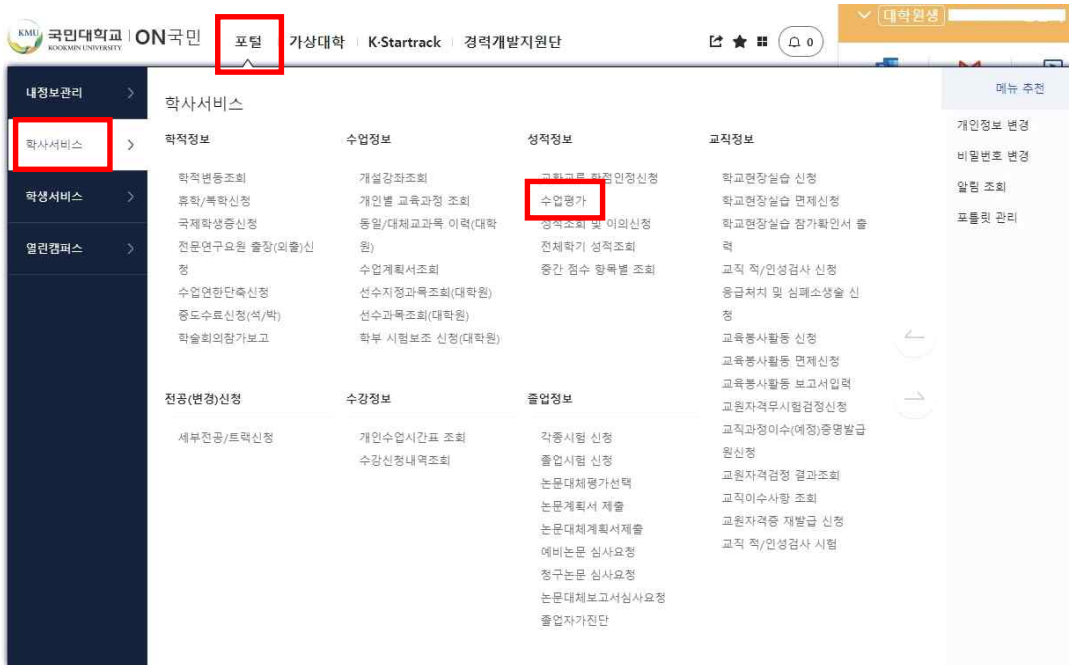 KMU 국민대학교 ON국민
KOOKMIN UNIVERSITY
포털 가상대학 K·Startrack 경력개발지원단
0
대학원생
내정보관리
학사서비스
학생서비스
열린캠퍼스
학사서비스
학적정보
학적변동조회
휴학/복학신청
국제학생증신청
전문연구요원 출장(외출)신
청
수업연한단축신청
중도수료신청(석/박)
학술회의참가보고
수업정보
개설강좌조회
개인별 교육과정 조회
동일/대체교과목 이력(대학
원)
수업계획서조회
선수지정과목조회(대학원)
선수과목조회(대학원)
학부 시험보조 신청(대학원)
성적정보
교환교류 학점인정신청
수업평가
성적조회 및 이의신청
전체학기 성적조회
중간 점수 항목별 조회
교직정보
학교현장실습 신청
학교현장실습 면제신청
학교현장실습 참가확인서 출
력
교직 적/인성검사 신청
응급처치 및 심폐소생술 신
청
교육봉사활동 신청
교육봉사활동 면제신청
교육봉사활동 보고서입력
교원자격무시험검정신청
교직과정이수(예정)증명발급
원신청
교원자격검정 결과조회
교직이수사항 조회
교원자격증 재발급 신청
교직 적/인성검사 시험
전공(변경)신청
세부전공/트랙신청
수강정보
개인수업시간표 조회
수강신청내역조회
졸업정보
각종시험 신청
졸업시험 신청
논문대체평가선택
논문계획서 제출
논문대체계획서제출
예비논문 심사요청
청구논문 심사요청
논문대체보고서심사요청
졸업자가진단
메뉴 추천
개인정보 변경
비밀번호 변경
알림 조회
포틀릿 관리